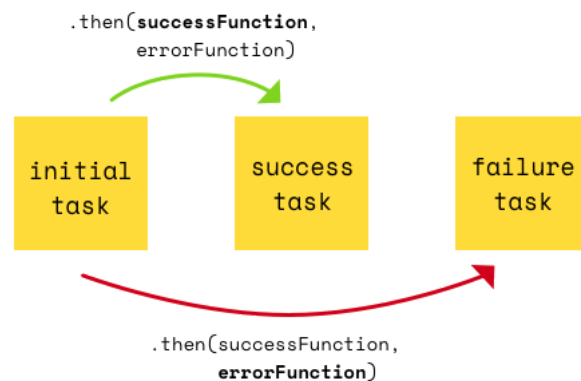 .then(successFunction,
errorFunction)
initial
task
success
task
failure
task
.then(successFunction,
errorFunction)